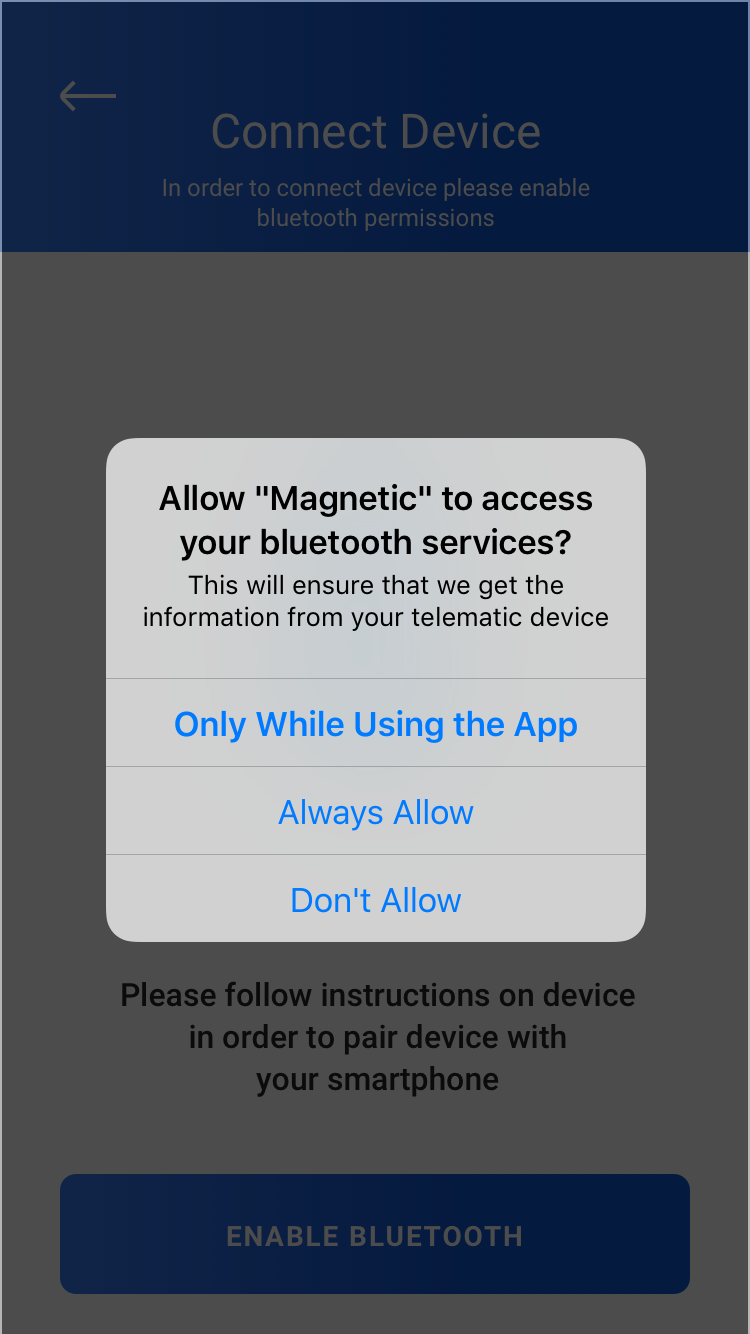 Connect Device
In order to connect device please enable
bluetooth permissions
Allow "Magnetic" to access
your bluetooth services?
This will ensure that we get the
information from your telematic device
Only While Using the App
Always Allow
Don't Allow
Please follow instructions on device
in order to pair device with
your smartphone
ENABLE BLUETOOTH